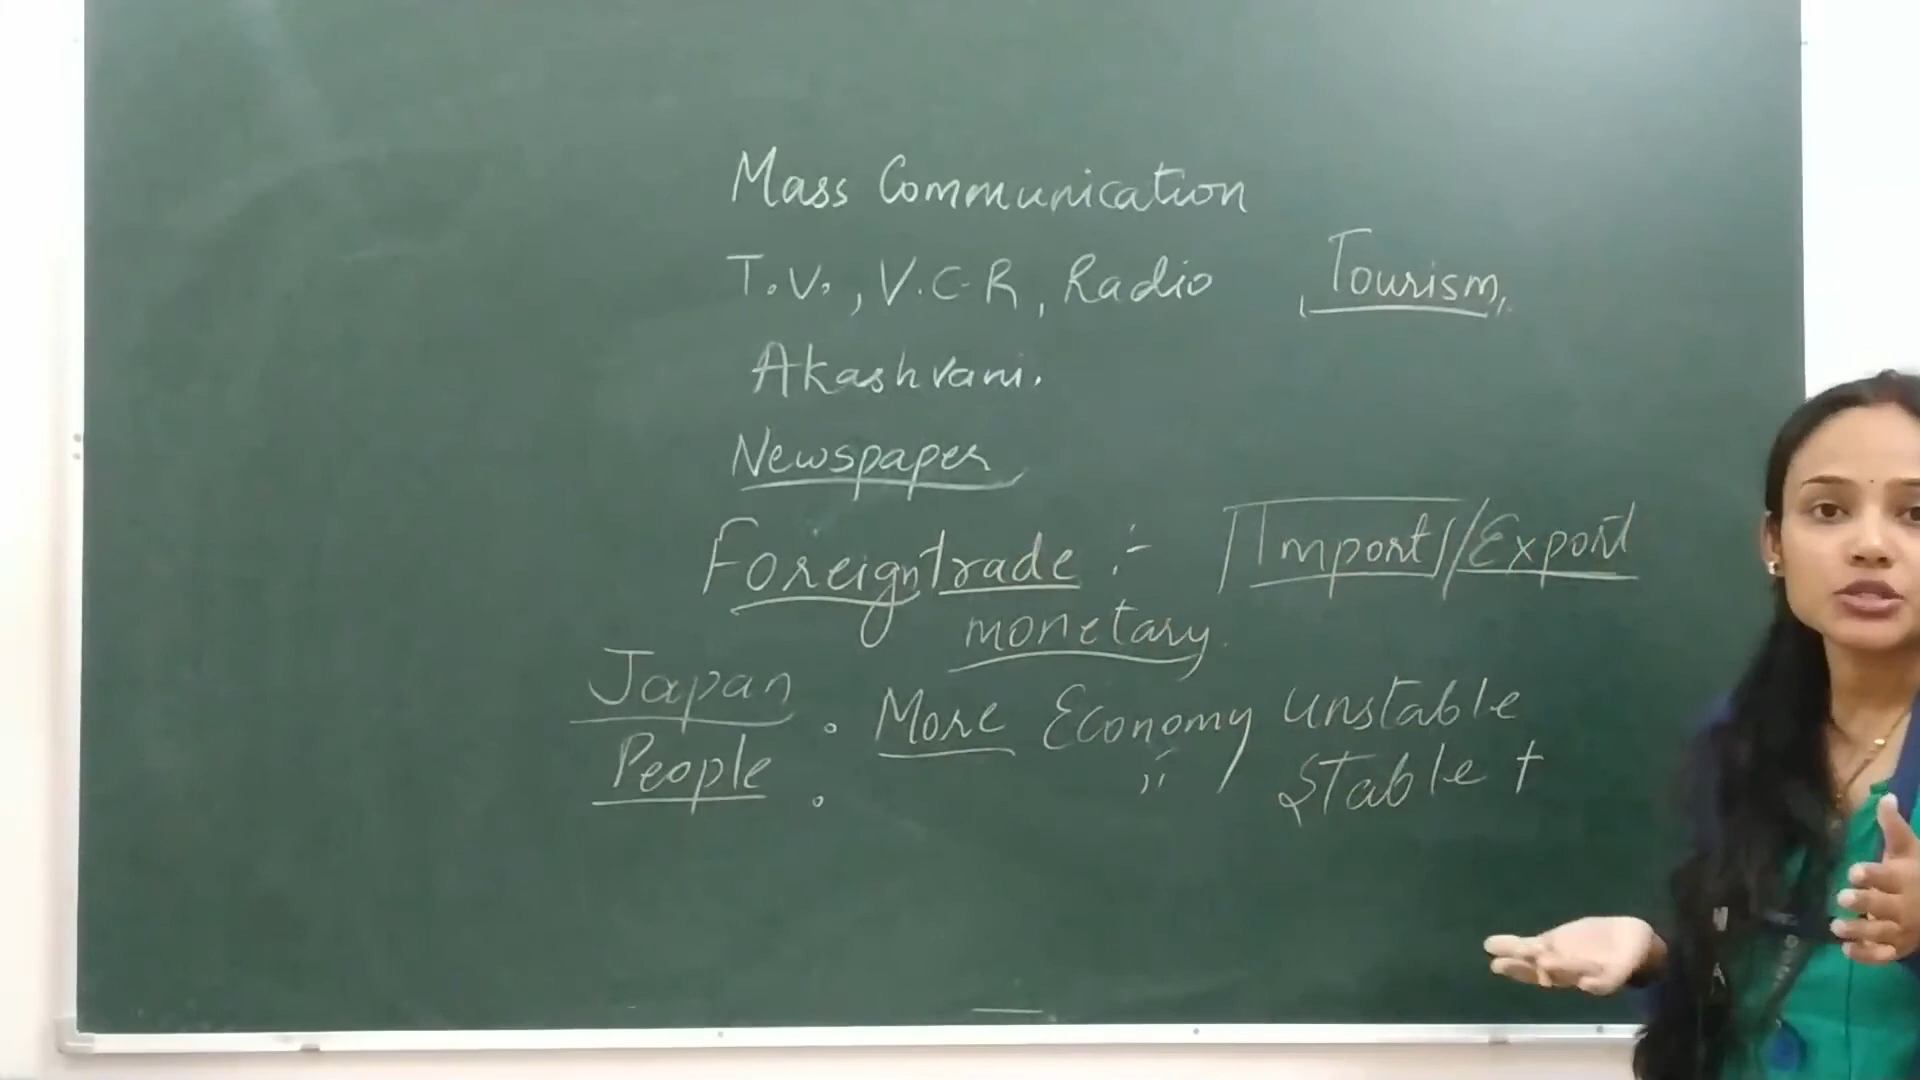 Mass Communication
T.V., V.C.R, Radio
Tourism,
Akashvani.
Newspaper
Foreign trade :- Import / Export
monetary.
Japan
People
. More Economy unstable
. " Stable +